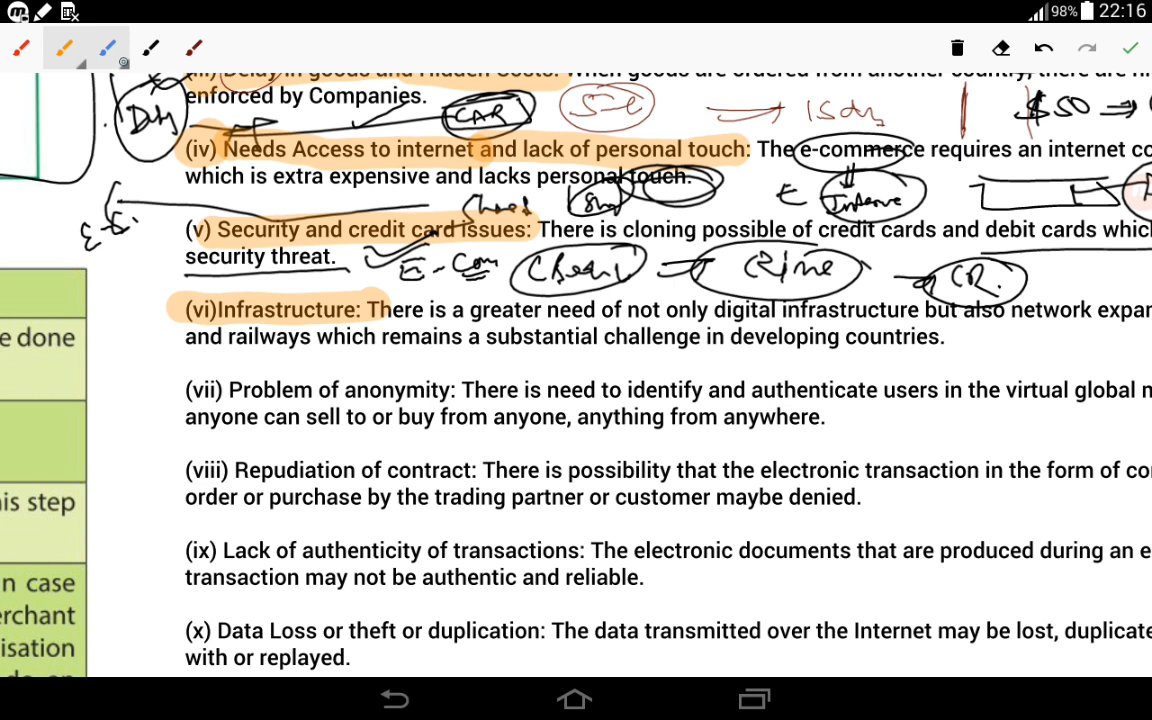 98% 22:16
enforced by Companies.
Duty CAR → $50 ⇒
(iv) Needs Access to internet and lack of personal touch: The e-commerce requires an internet
which is extra expensive and lacks personal touch.
(v) Security and credit card issues: There is cloning possible of credit cards and debit cards
security threat.
E-Com CR.
(vi)Infrastructure: There is a greater need of not only digital infrastructure but also network
and railways which remains a substantial challenge in developing countries.
(vii) Problem of anonymity: There is need to identify and authenticate users in the virtual global
anyone can sell to or buy from anyone, anything from anywhere.
(viii) Repudiation of contract: There is possibility that the electronic transaction in the form of
order or purchase by the trading partner or customer maybe denied.
(ix) Lack of authenticity of transactions: The electronic documents that are produced during an
transaction may not be authentic and reliable.
(x) Data Loss or theft or duplication: The data transmitted over the Internet may be lost,
with or replayed.
e done
is step
n case
erchant
isation